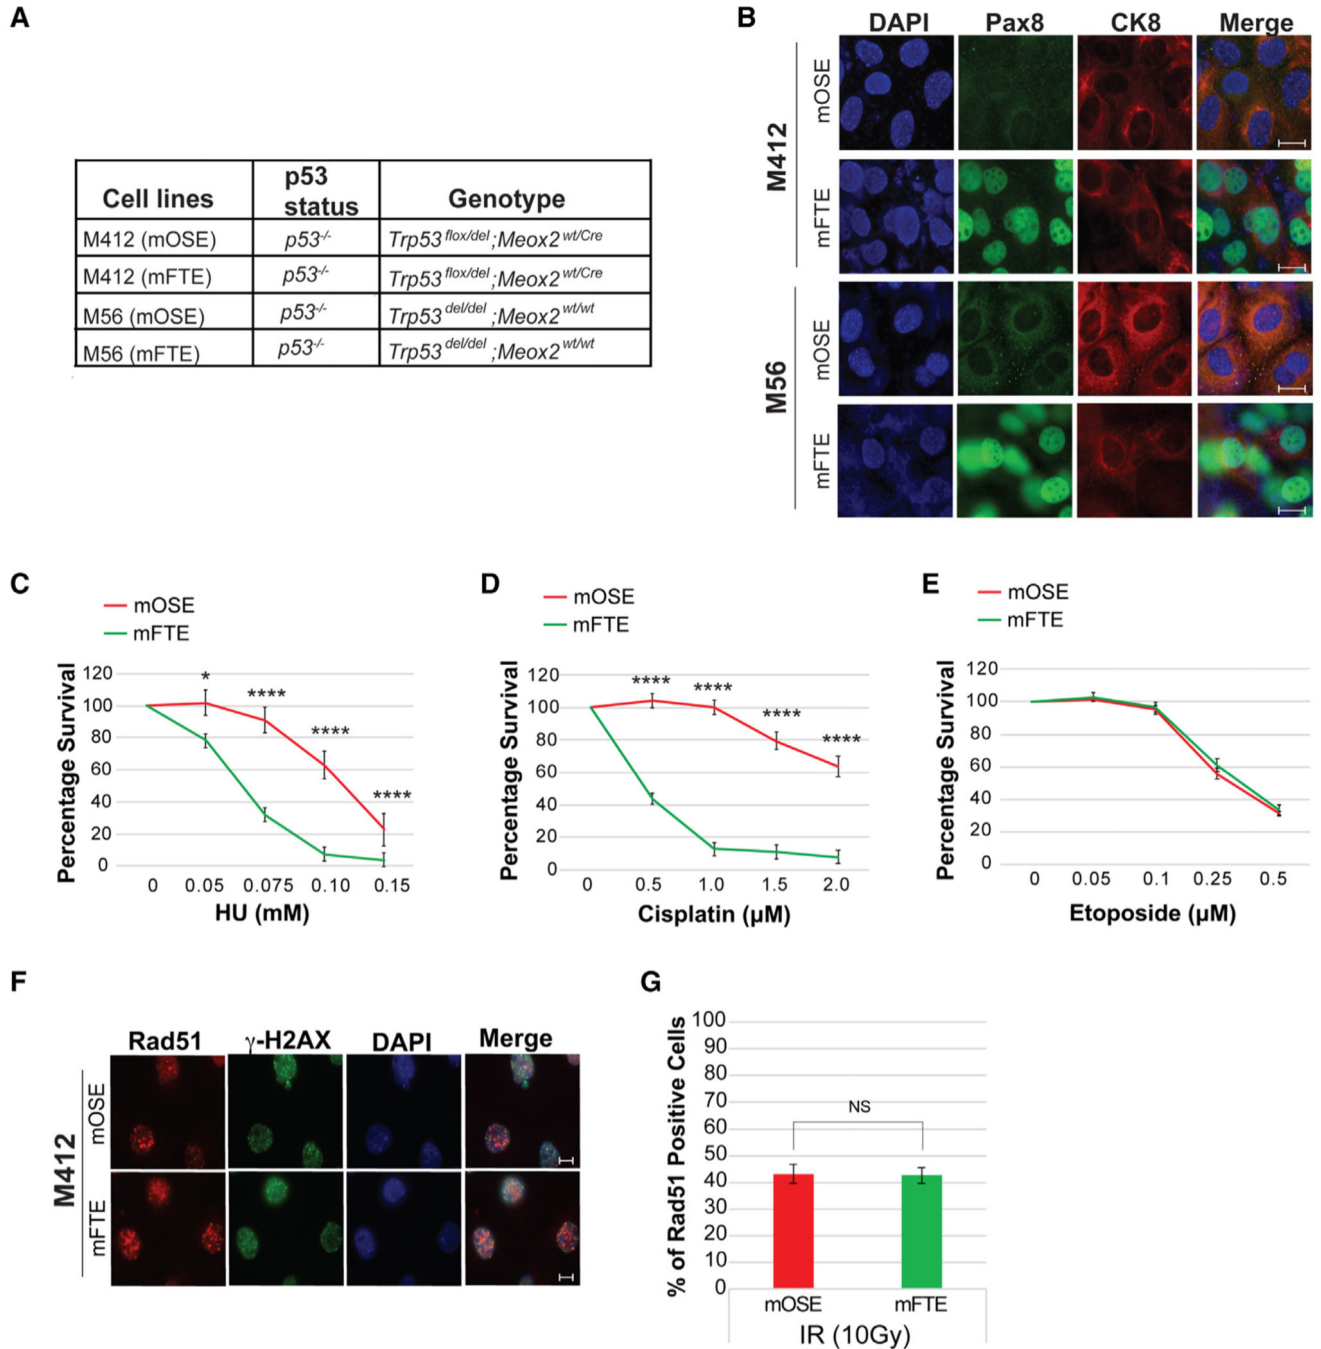 A
Cell lines p53 status Genotype
M412 (mOSE) p53-/- Trp53 flox/del ;Meox2 wt/Cre
M412 (mFTE) p53-/- Trp53 flox/del ;Meox2 wt/Cre
M56 (mOSE) p53-/- Trp53 del/del ;Meox2 wt/wt
M56 (mFTE) p53-/- Trp53 del/del ;Meox2 wt/wt
B
DAPI Pax8 CK8 Merge
M412
mOSE
mFTE
M56
mOSE
mFTE
C
mOSE
mFTE
Percentage Survival
120
100
80
60
40
20
0
* **** **** ****
0 0.05 0.075 0.10 0.15
HU (mM)
D
mOSE
mFTE
Percentage Survival
120
100
80
60
40
20
0
**** **** **** ****
0 0.5 1.0 1.5 2.0
Cisplatin (µM)
E
mOSE
mFTE
Percentage Survival
120
100
80
60
40
20
0
0 0.05 0.1 0.25 0.5
Etoposide (µM)
F
Rad51 γ-H2AX DAPI Merge
M412
mOSE
mFTE
G
% of Rad51 Positive Cells
100
90
80
70
60
50
40
30
20
10
0
NS
mOSE mFTE
IR (10Gy)